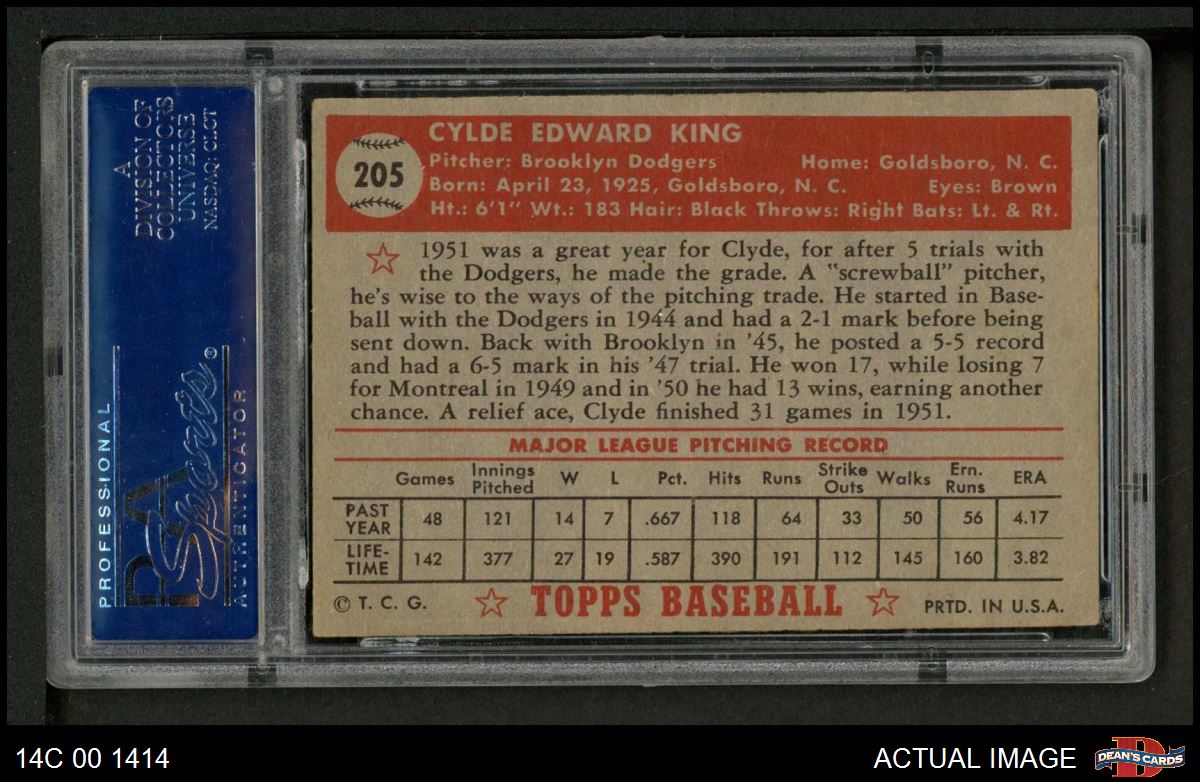 A
DIVISION OF
COLLECTORS
UNIVERSE
NASDAQ: CLCT
PROFESSIONAL
PSA
Sports®
AUTHENTICATOR
205
CYLDE EDWARD KING
Pitcher: Brooklyn Dodgers Home: Goldsboro, N. C.
Born: April 23, 1925, Goldsboro, N. C. Eyes: Brown
Ht.: 6'1" Wt.: 183 Hair: Black Throws: Right Bats: Lt. & Rt.
1951 was a great year for Clyde, for after 5 trials with
the Dodgers, he made the grade. A "screwball" pitcher,
he's wise to the ways of the pitching trade. He started in Base-
ball with the Dodgers in 1944 and had a 2-1 mark before being
sent down. Back with Brooklyn in '45, he posted a 5-5 record
and had a 6-5 mark in his '47 trial. He won 17, while losing 7
for Montreal in 1949 and in '50 he had 13 wins, earning another
chance. A relief ace, Clyde finished 31 games in 1951.
MAJOR LEAGUE PITCHING RECORD
Games Innings Pitched W L Pct. Hits Runs Strike Outs Walks Ern. Runs ERA
PAST YEAR 48 121 14 7 .667 118 64 33 50 56 4.17
LIFE-TIME 142 377 27 19 .587 390 191 112 145 160 3.82
© T. C. G. TOPPS BASEBALL PRTD. IN U.S.A.
14C 00 1414 ACTUAL IMAGE DEAN'S CARDS